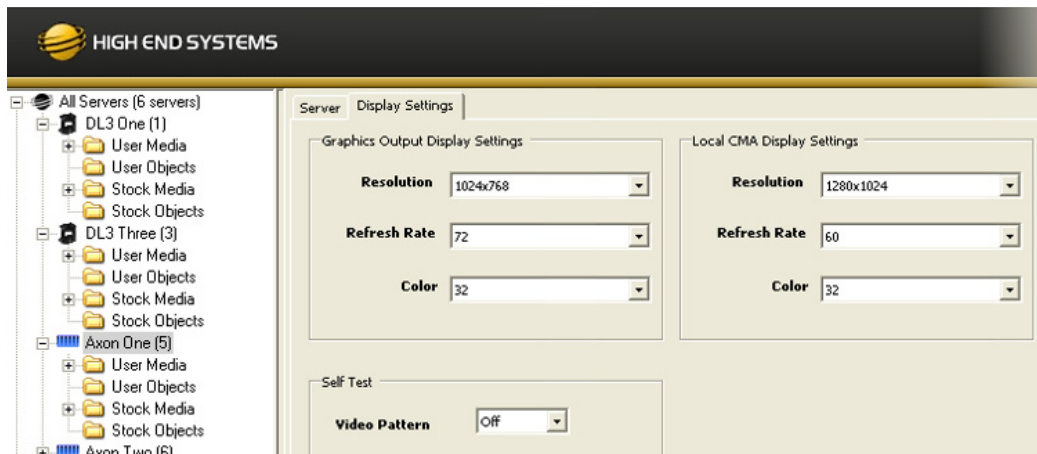 HIGH END SYSTEMS
All Servers (6 servers)
DL3 One (1)
User Media
User Objects
Stock Media
Stock Objects
DL3 Three (3)
User Media
User Objects
Stock Media
Stock Objects
Axon One (5)
User Media
User Objects
Stock Media
Stock Objects
Axon Two (6)
Server Display Settings
Graphics Output Display Settings
Resolution 1024x768
Refresh Rate 72
Color 32
Local CMA Display Settings
Resolution 1280x1024
Refresh Rate 60
Color 32
Self Test
Video Pattern Off